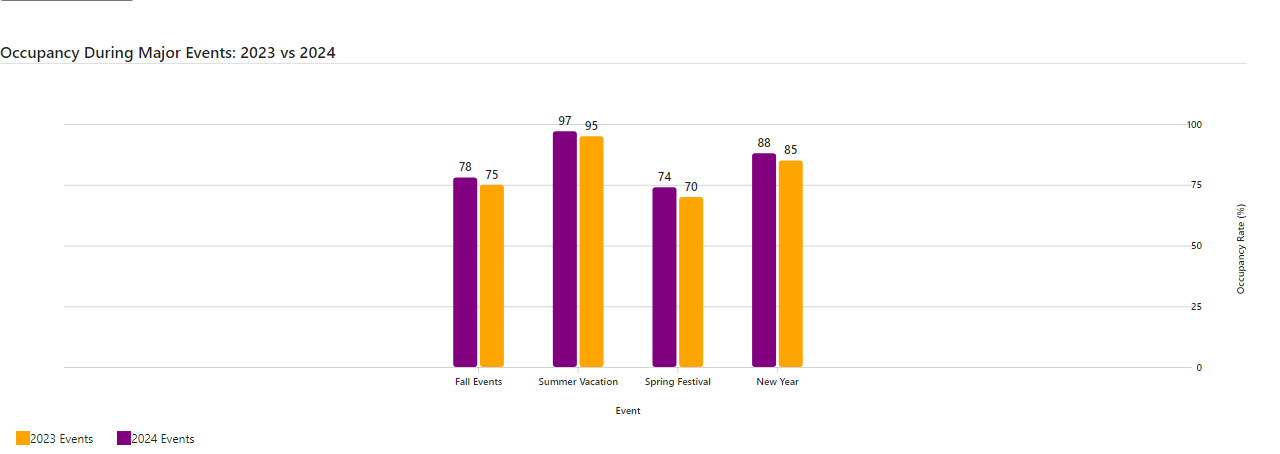 Occupancy During Major Events: 2023 vs 2024
97
95
100
88
85
78
75
74
70
75
50
25
0
Occupancy Rate (%)
Fall Events
Summer Vacation
Spring Festival
New Year
Event
2023 Events
2024 Events